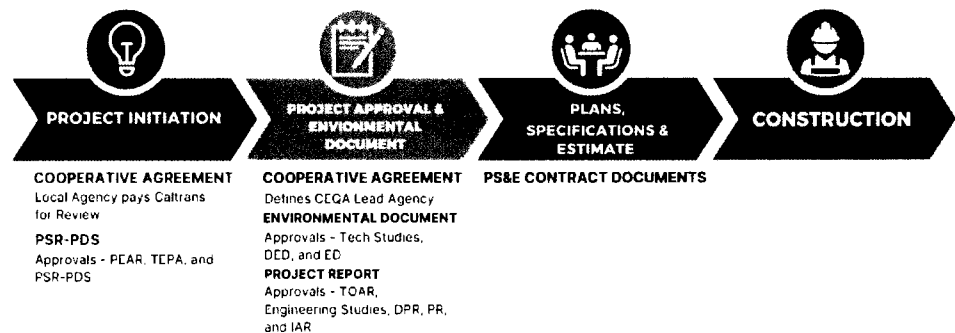 PROJECT INITIATION
PROJECT APPROVAL &
ENVIONMENTAL
DOCUMENT
PLANS,
SPECIFICATIONS &
ESTIMATE
CONSTRUCTION
COOPERATIVE AGREEMENT
Local Agency pays Caltrans
for Review
PSR-PDS
Approvals - PEAR, TEPA, and
PSR-PDS
COOPERATIVE AGREEMENT
Defines CEQA Lead Agency
ENVIRONMENTAL DOCUMENT
Approvals - Tech Studies,
DED, and ED
PROJECT REPORT
Approvals - TOAR,
Engineering Studies, DPR, PR,
and IAR
PS&E CONTRACT DOCUMENTS